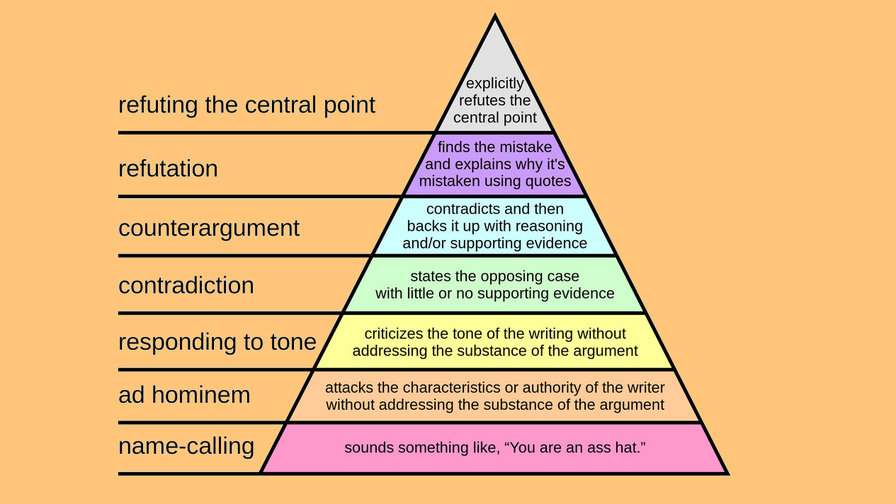 explicitly
refutes the
central point
refuting the central point
finds the mistake
and explains why it's
mistaken using quotes
refutation
contradicts and then
backs it up with reasoning
and/or supporting evidence
counterargument
states the opposing case
with little or no supporting evidence
contradiction
criticizes the tone of the writing without
addressing the substance of the argument
responding to tone
attacks the characteristics or authority of the writer
without addressing the substance of the argument
ad hominem
sounds something like, “You are an ass hat.”
name-calling